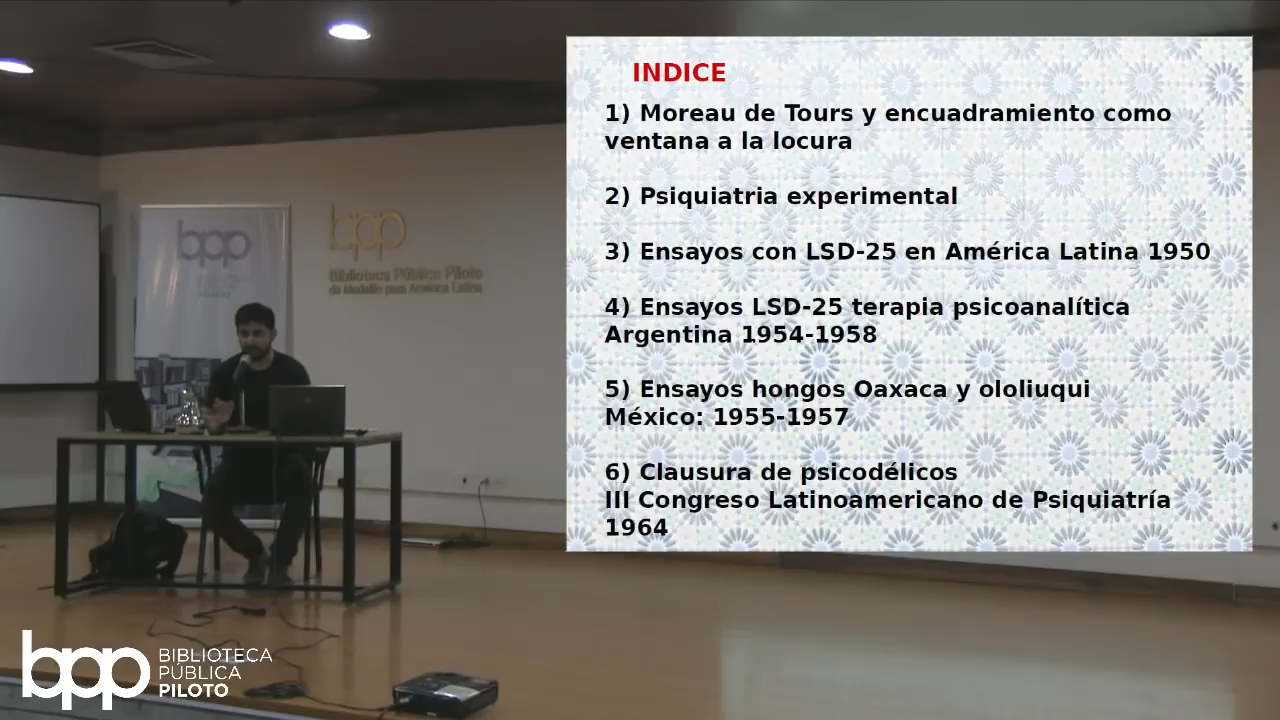 INDICE
1) Moreau de Tours y encuadramiento como
ventana a la locura
2) Psiquiatria experimental
3) Ensayos con LSD-25 en América Latina 1950
4) Ensayos LSD-25 terapia psicoanalítica
Argentina 1954-1958
5) Ensayos hongos Oaxaca y ololiuqui
México: 1955-1957
6) Clausura de psicodélicos
III Congreso Latinoamericano de Psiquiatría
1964
bpp
bpp
Biblioteca Pública Piloto
de Medellín para América Latina
bpp
BIBLIOTECA
PÚBLICA
PILOTO